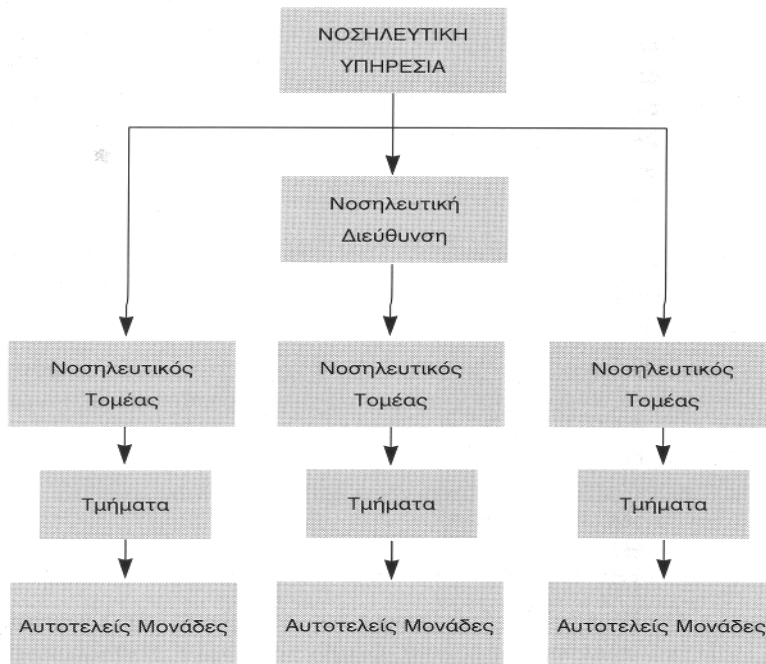 ΝΟΣΗΛΕΥΤΙΚΗ
ΥΠΗΡΕΣΙΑ
Νοσηλευτική
Διεύθυνση
Νοσηλευτικός
Τομέας
Νοσηλευτικός
Τομέας
Νοσηλευτικός
Τομέας
Τμήματα
Τμήματα
Τμήματα
Αυτοτελείς Μονάδες
Αυτοτελείς Μονάδες
Αυτοτελείς Μονάδες